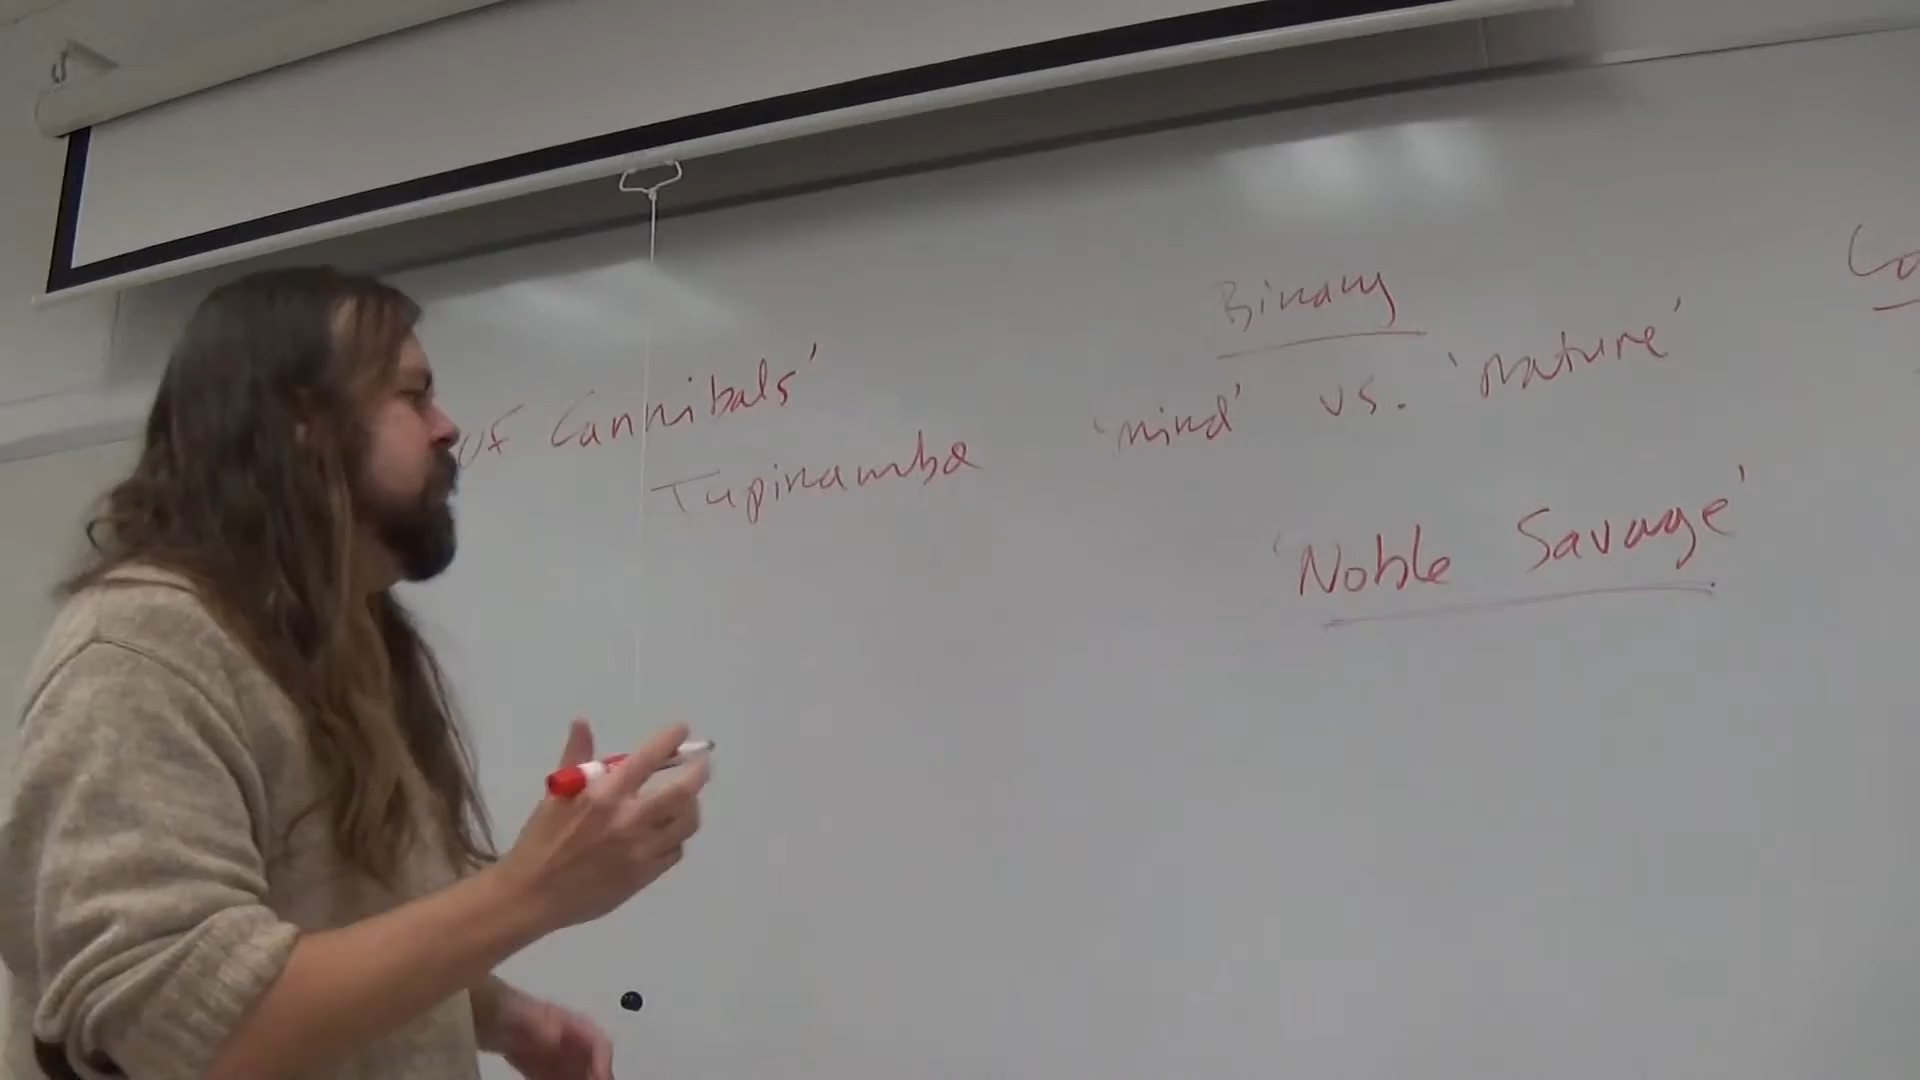 of Cannibals'
Tupinamba
Binary
'mind' vs. 'nature'
'Noble Savage'